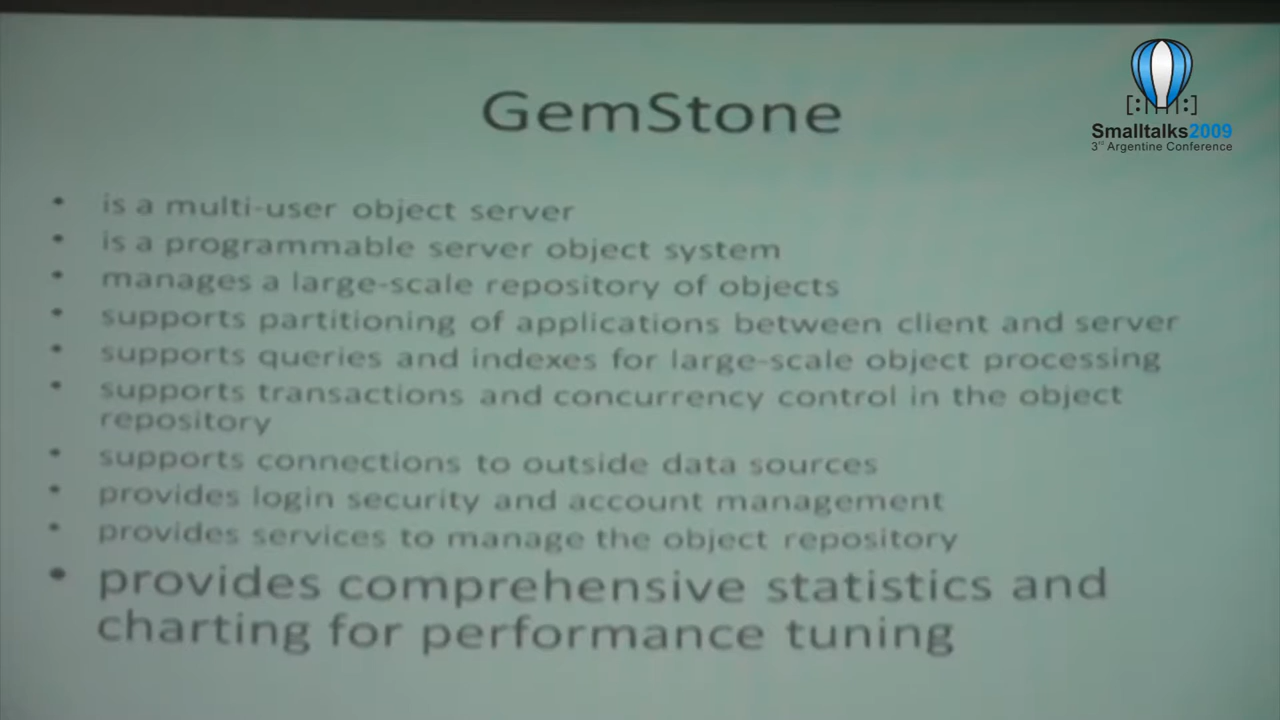 GemStone
[:||||:]
Smalltalks2009
3rd Argentine Conference
• is a multi-user object server
• is a programmable server object system
• manages a large-scale repository of objects
• supports partitioning of applications between client and server
• supports queries and indexes for large-scale object processing
• supports transactions and concurrency control in the object
repository
• supports connections to outside data sources
• provides login security and account management
• provides services to manage the object repository
• provides comprehensive statistics and
charting for performance tuning